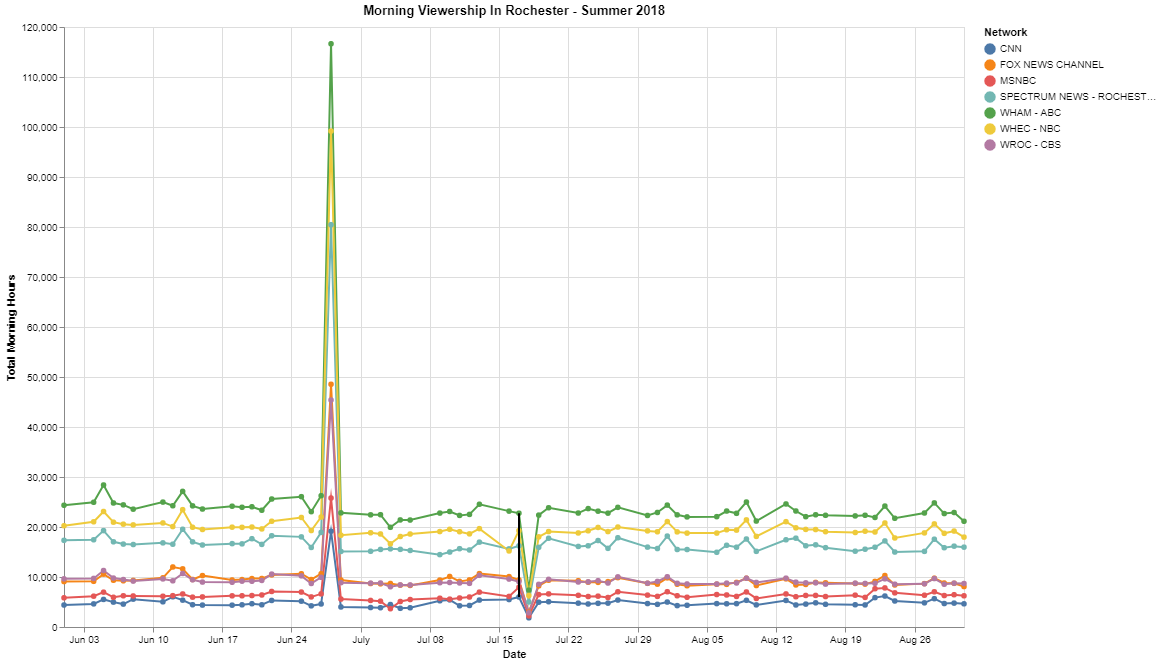 Morning Viewership In Rochester - Summer 2018
Network
CNN
FOX NEWS CHANNEL
MSNBC
SPECTRUM NEWS - ROCHEST...
WHAM - ABC
WHEC - NBC
WROC - CBS
Total Morning Hours
120,000
110,000
100,000
90,000
80,000
70,000
60,000
50,000
40,000
30,000
20,000
10,000
0
Jun 03 Jun 10 Jun 17 Jun 24 July Jul 08 Jul 15 Jul 22 Jul 29 Aug 05 Aug 12 Aug 19 Aug 26
Date